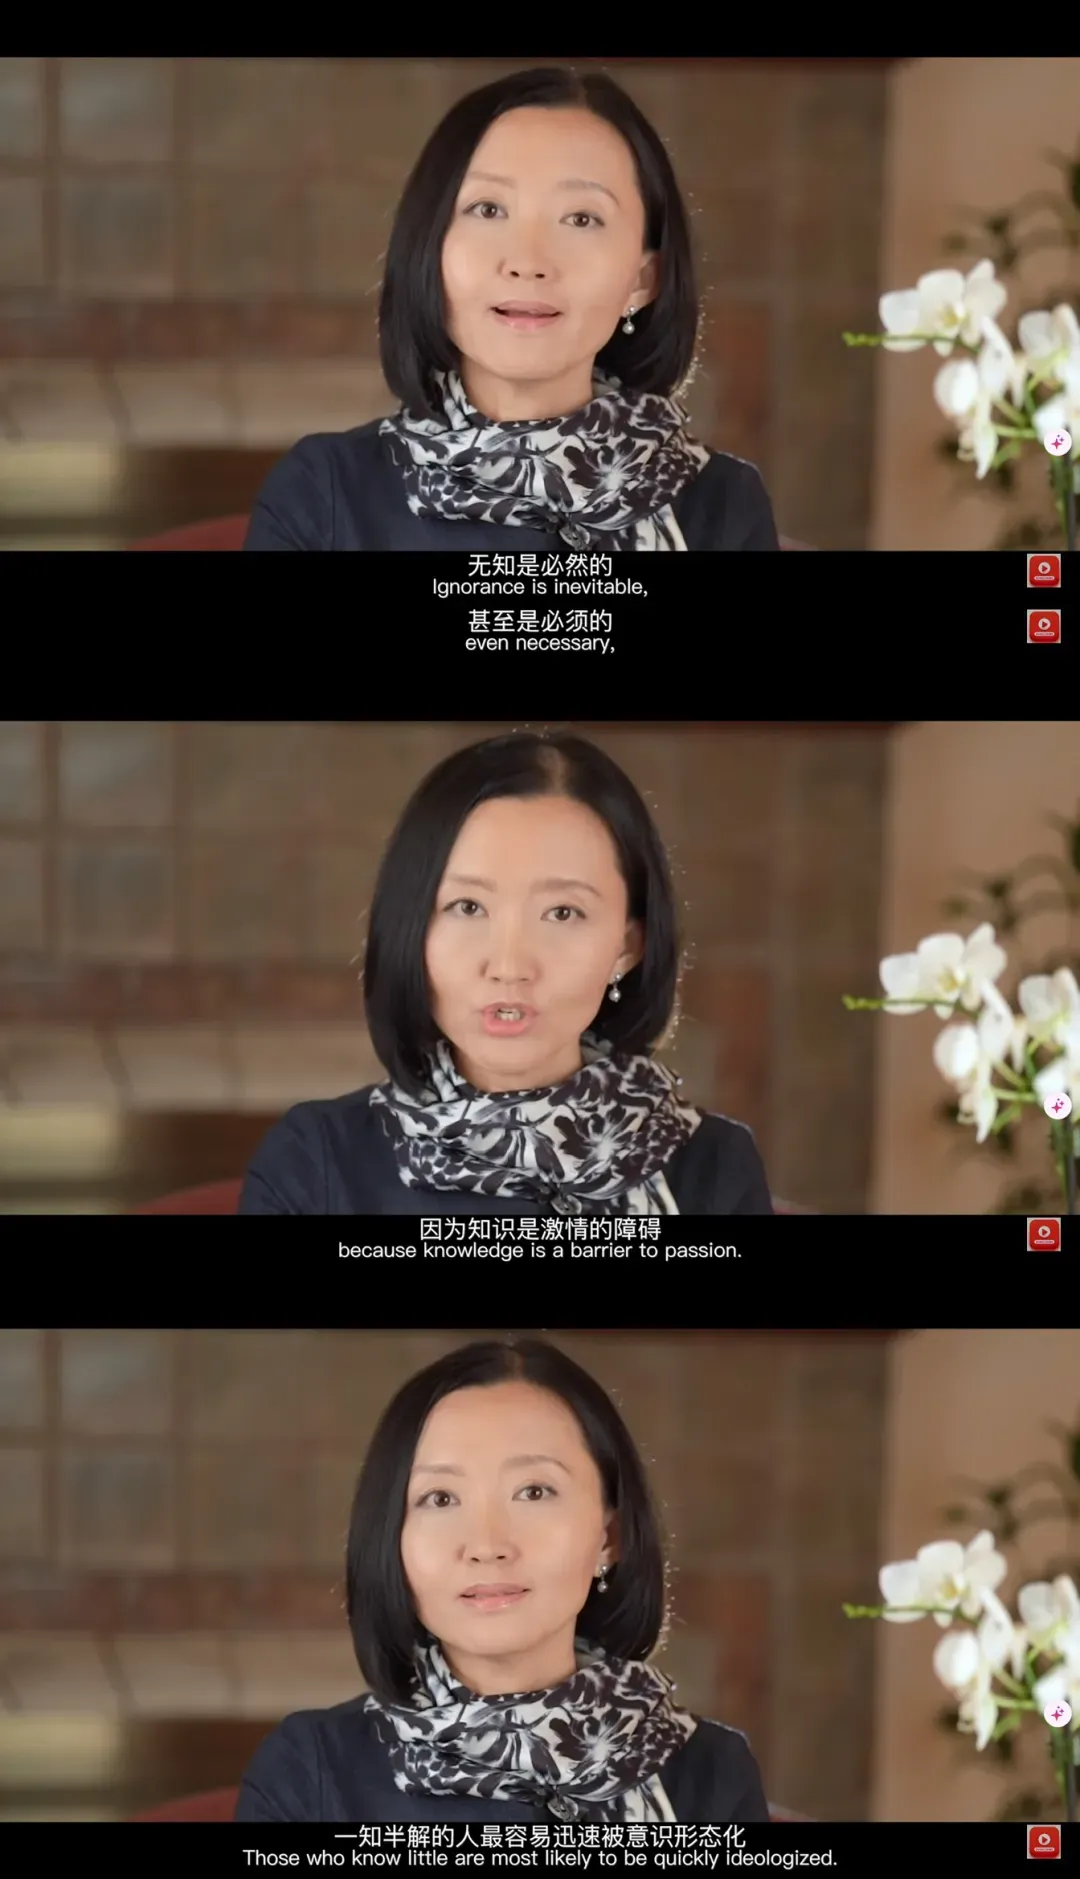 无知是必然的
Ignorance is inevitable,
甚至是必须的
even necessary,
因为知识是激情的障碍
because knowledge is a barrier to passion.
一知半解的人最容易迅速被意识形态化
Those who know little are most likely to be quickly ideologized.